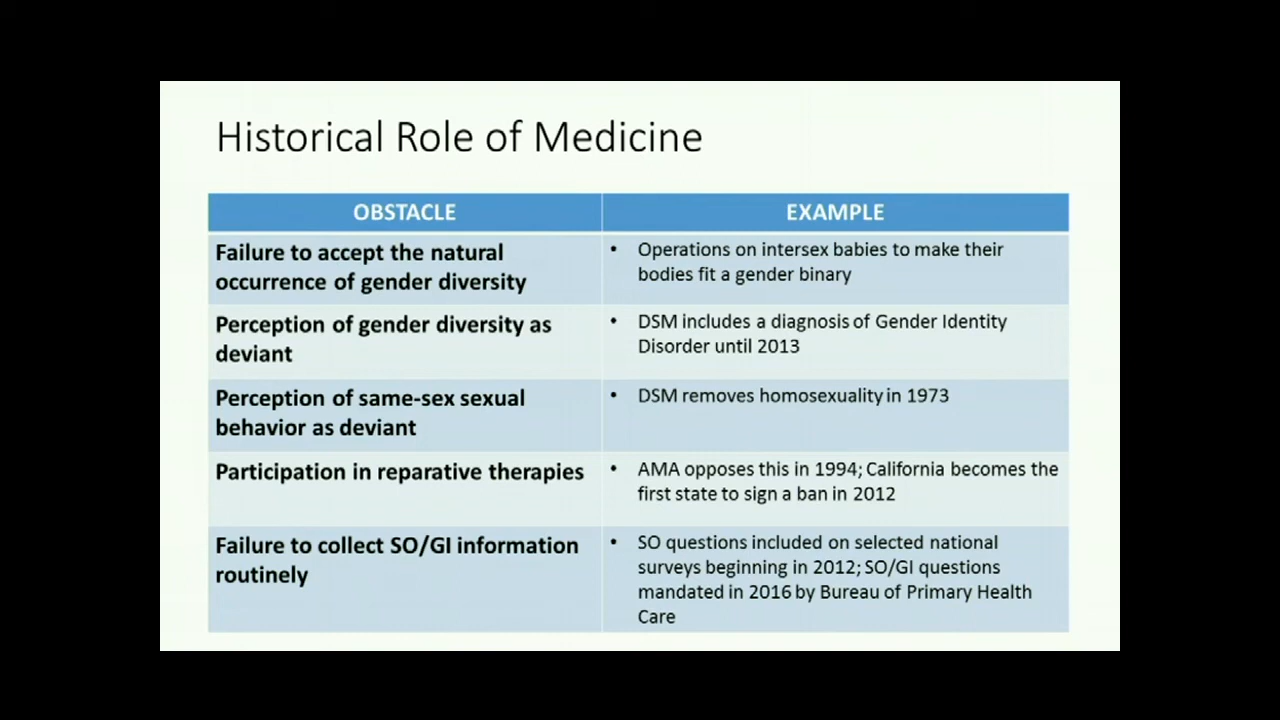 Historical Role of Medicine
OBSTACLE
EXAMPLE
Failure to accept the natural
occurrence of gender diversity
• Operations on intersex babies to make their
bodies fit a gender binary
Perception of gender diversity as
deviant
• DSM includes a diagnosis of Gender Identity
Disorder until 2013
Perception of same-sex sexual
behavior as deviant
• DSM removes homosexuality in 1973
Participation in reparative therapies
• AMA opposes this in 1994; California becomes the
first state to sign a ban in 2012
Failure to collect SO/GI information
routinely
• SO questions included on selected national
surveys beginning in 2012; SO/GI questions
mandated in 2016 by Bureau of Primary Health
Care